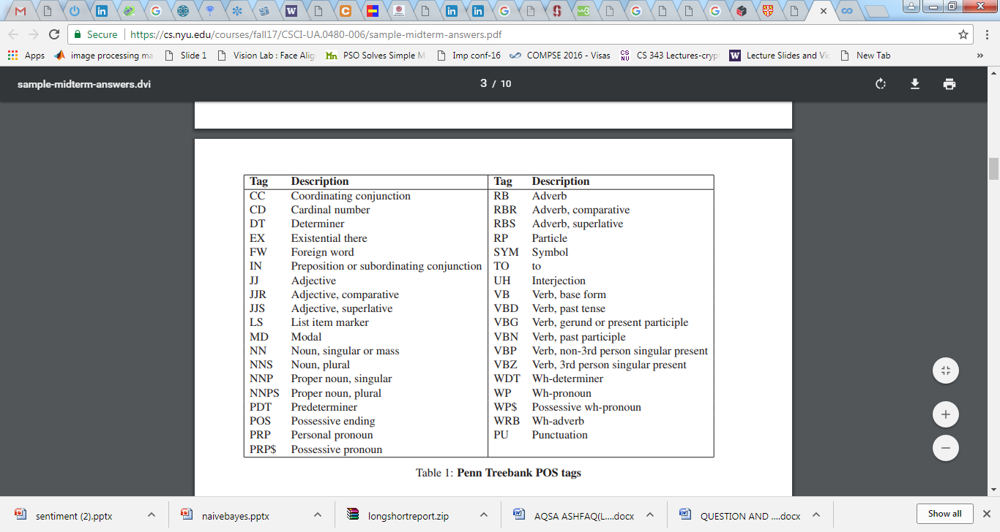 Secure https://cs.nyu.edu/courses/fall17/CSCI-UA.0480-006/sample-midterm-answers.pdf
Apps image processing ma Slide 1 Vision Lab : Face Alig Mn PSO Solves Simple M Imp conf-16 COMPSE 2016 - Visas CS NU CS 343 Lectures-cryp W Lecture Slides and Vi New Tab »
sample-midterm-answers.dvi 3 / 10
Tag Description Tag Description
CC Coordinating conjunction RB Adverb
CD Cardinal number RBR Adverb, comparative
DT Determiner RBS Adverb, superlative
EX Existential there RP Particle
FW Foreign word SYM Symbol
IN Preposition or subordinating conjunction TO to
JJ Adjective UH Interjection
JJR Adjective, comparative VB Verb, base form
JJS Adjective, superlative VBD Verb, past tense
LS List item marker VBG Verb, gerund or present participle
MD Modal VBN Verb, past participle
NN Noun, singular or mass VBP Verb, non-3rd person singular present
NNS Noun, plural VBZ Verb, 3rd person singular present
NNP Proper noun, singular WDT Wh-determiner
NNPS Proper noun, plural WP Wh-pronoun
PDT Predeterminer WP$ Possessive wh-pronoun
POS Possessive ending WRB Wh-adverb
PRP Personal pronoun PU Punctuation
PRP$ Possessive pronoun
Table 1: Penn Treebank POS tags
sentiment (2).pptx naivebayes.pptx longshortreport.zip AQSA ASHFAQ(L....docx QUESTION AND ....docx Show all